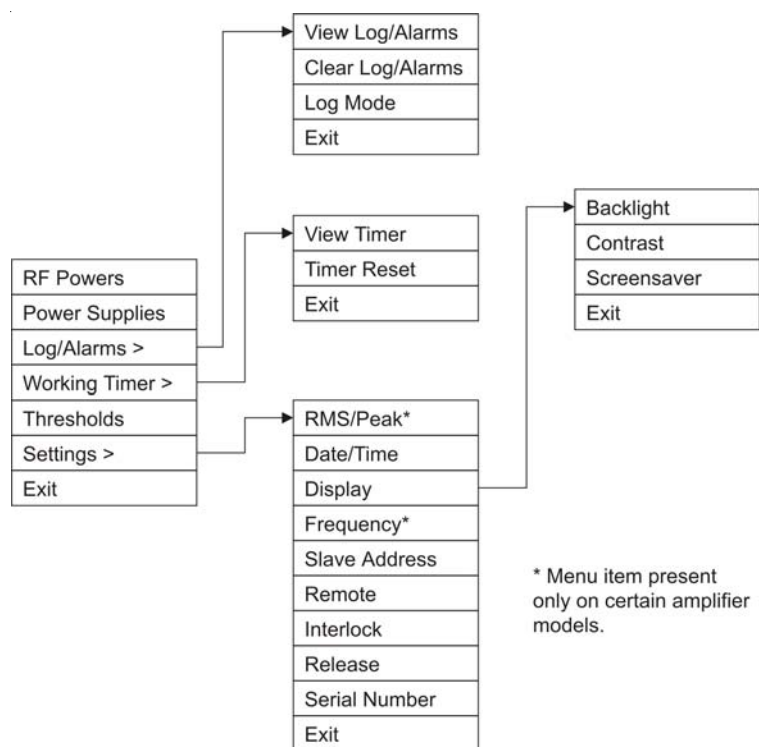 View Log/Alarms
Clear Log/Alarms
Log Mode
Exit
View Timer
Timer Reset
Exit
Backlight
Contrast
Screensaver
Exit
RF Powers
Power Supplies
Log/Alarms >
Working Timer >
Thresholds
Settings >
Exit
RMS/Peak*
Date/Time
Display
Frequency*
Slave Address
Remote
Interlock
Release
Serial Number
Exit
* Menu item present
only on certain amplifier
models.